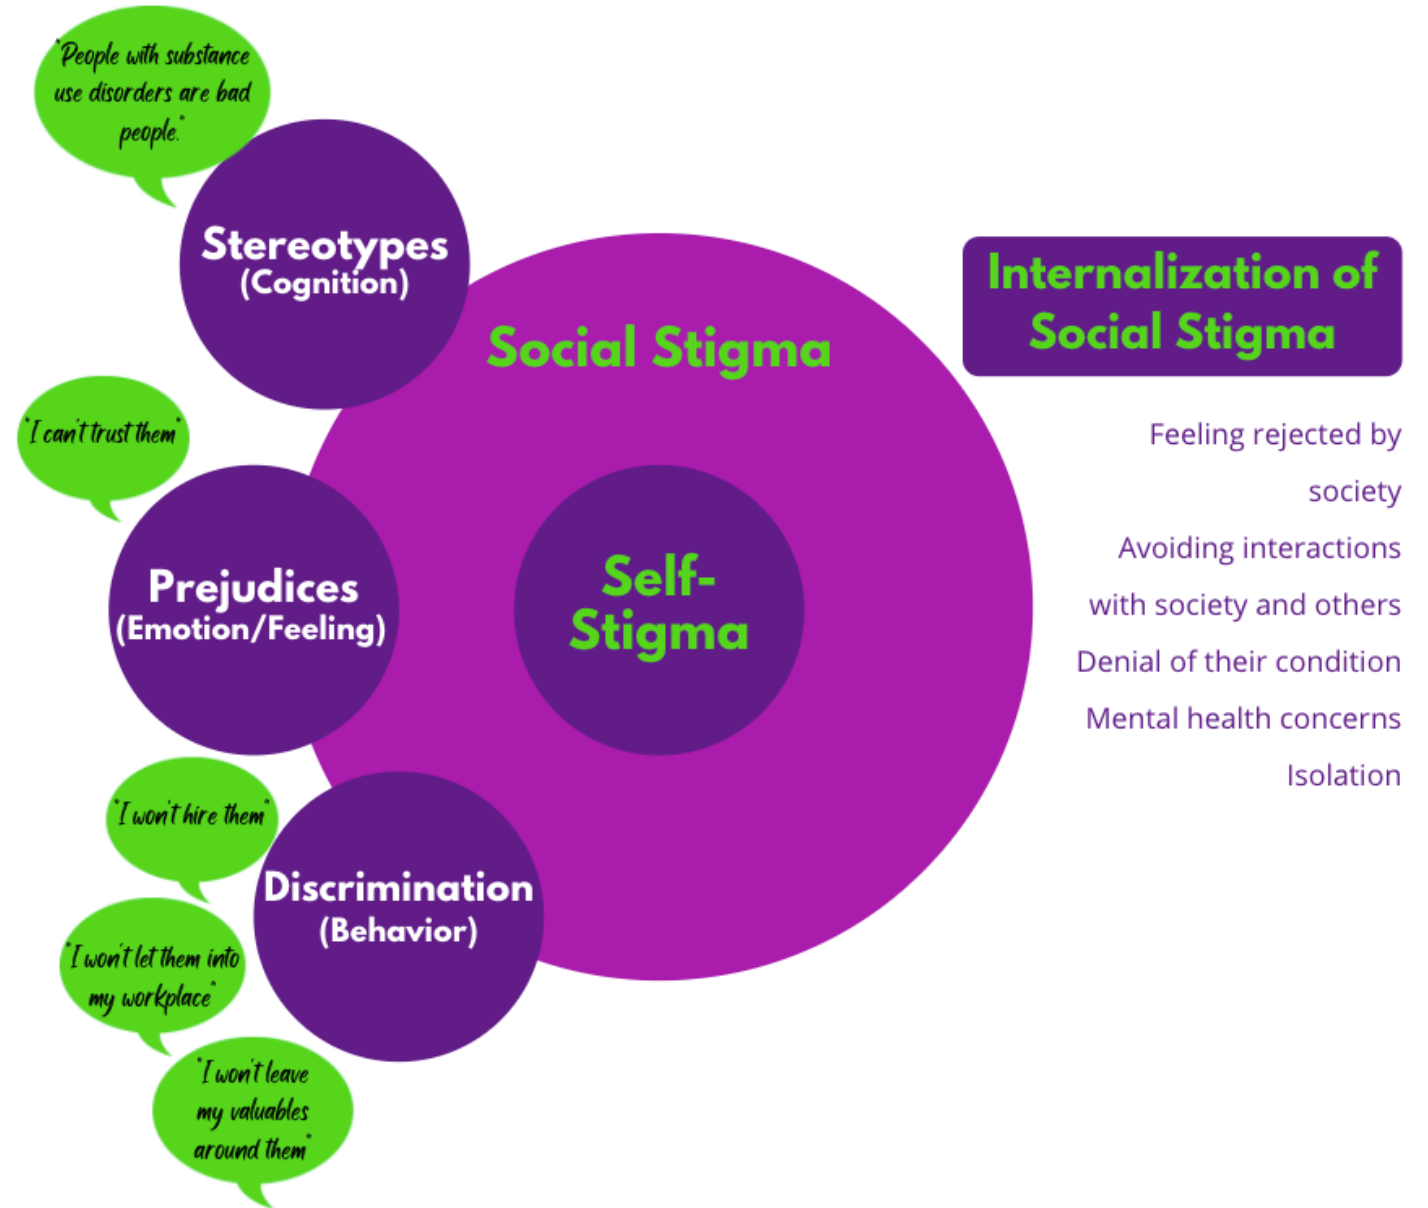 "People with substance
use disorders are bad
people."
Stereotypes
(Cognition)
Social Stigma
Internalization of
Social Stigma
"I can't trust them"
Feeling rejected by
society
Avoiding interactions
with society and others
Denial of their condition
Mental health concerns
Isolation
Prejudices
(Emotion/Feeling)
Self-
Stigma
"I won't hire them"
Discrimination
(Behavior)
"I won't let them into
my workplace"
"I won't leave
my valuables
around them"